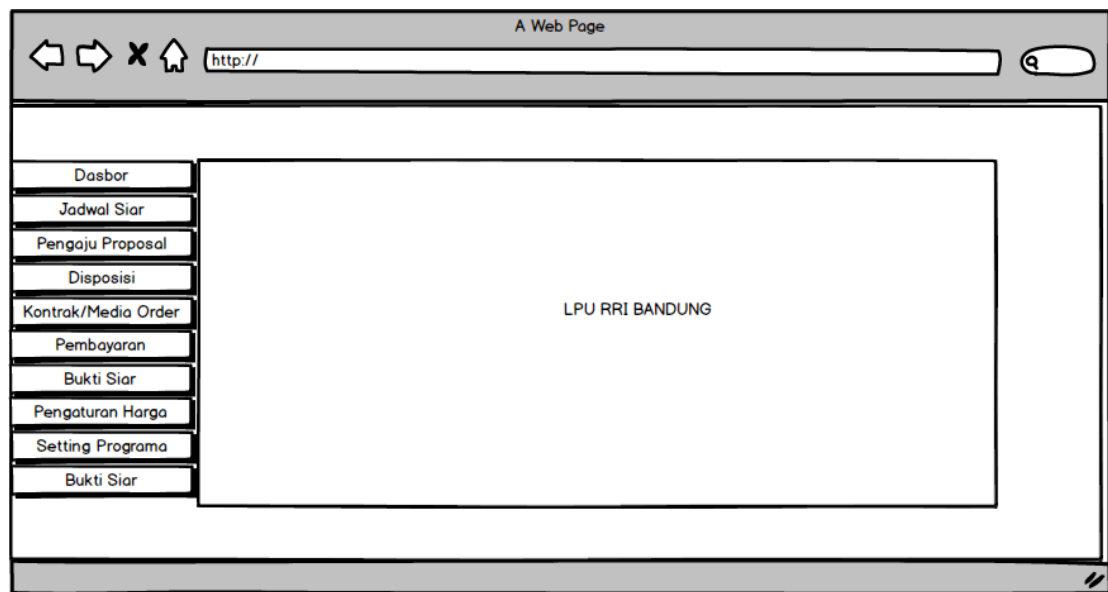 A Web Page
http://
Dasbor
Jadwal Siar
Pengaju Proposal
Disposisi
Kontrak/Media Order
Pembayaran
Bukti Siar
Pengaturan Harga
Setting Programa
Bukti Siar
LPU RRI BANDUNG